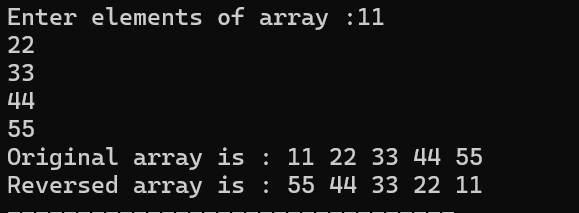 Enter elements of array :11
22
33
44
55
Original array is : 11 22 33 44 55
Reversed array is : 55 44 33 22 11
--------------------------------